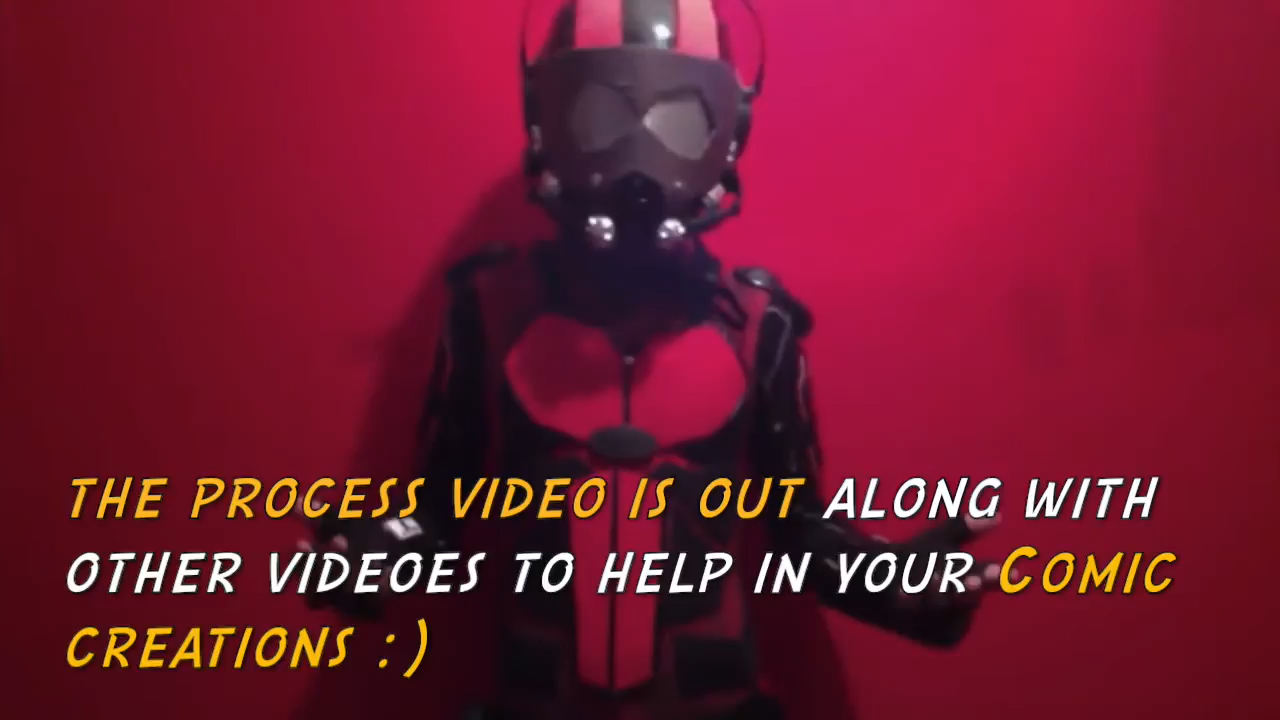 THE PROCESS VIDEO IS OUT ALONG WITH
OTHER VIDEOES TO HELP IN YOUR COMIC
CREATIONS :)